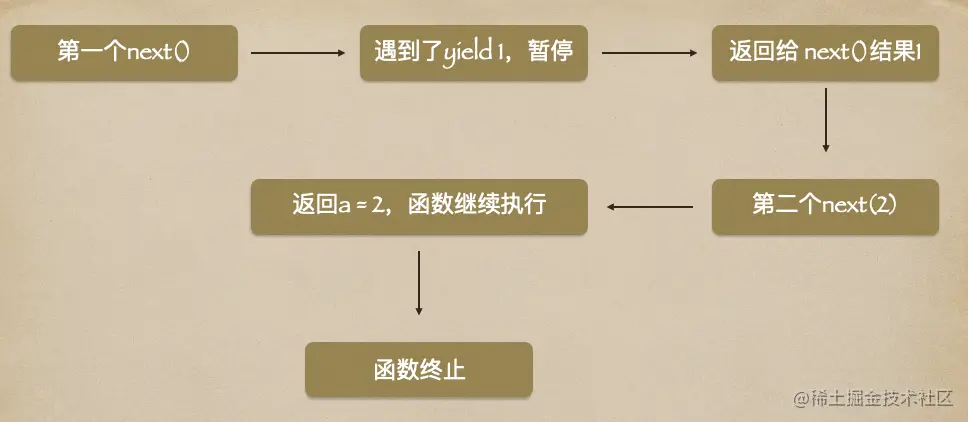 第一个next()
遇到了yield 1，暂停
返回给 next() 结果1
第二个next(2)
返回a = 2，函数继续执行
函数终止
@稀土掘金技术社区